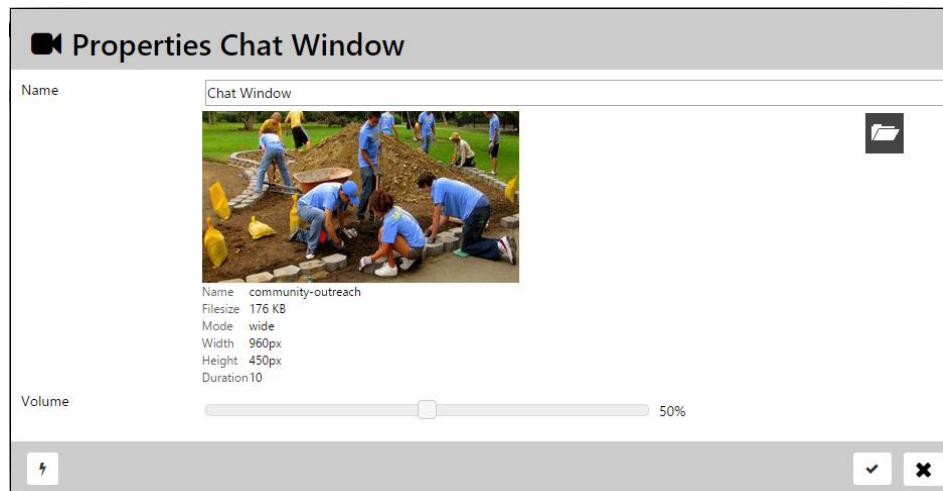 Properties Chat Window
Name Chat Window
Name community-outreach
Filesize 176 KB
Mode wide
Width 960px
Height 450px
Duration 10
Volume 50%